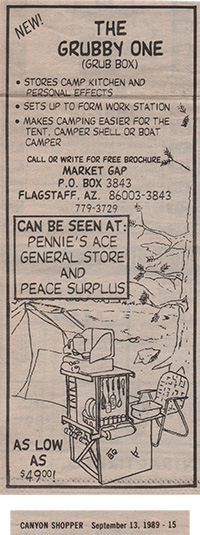 NEW!
THE
GRUBBY ONE
(GRUB BOX)
• STORES CAMP KITCHEN AND
PERSONAL EFFECTS
• SETS UP TO FORM WORK STATION
• MAKES CAMPING EASIER FOR THE
TENT, CAMPER SHELL OR BOAT
CAMPER
CALL OR WRITE FOR FREE BROCHURE
MARKET GAP
P.O. BOX 3843
FLAGSTAFF, AZ. 86003-3843
779-3729
CAN BE SEEN AT:
PENNIE'S ACE
GENERAL STORE
AND
PEACE SURPLUS
AS LOW
AS
$49.00!
CANYON SHOPPER September 13, 1989 - 15